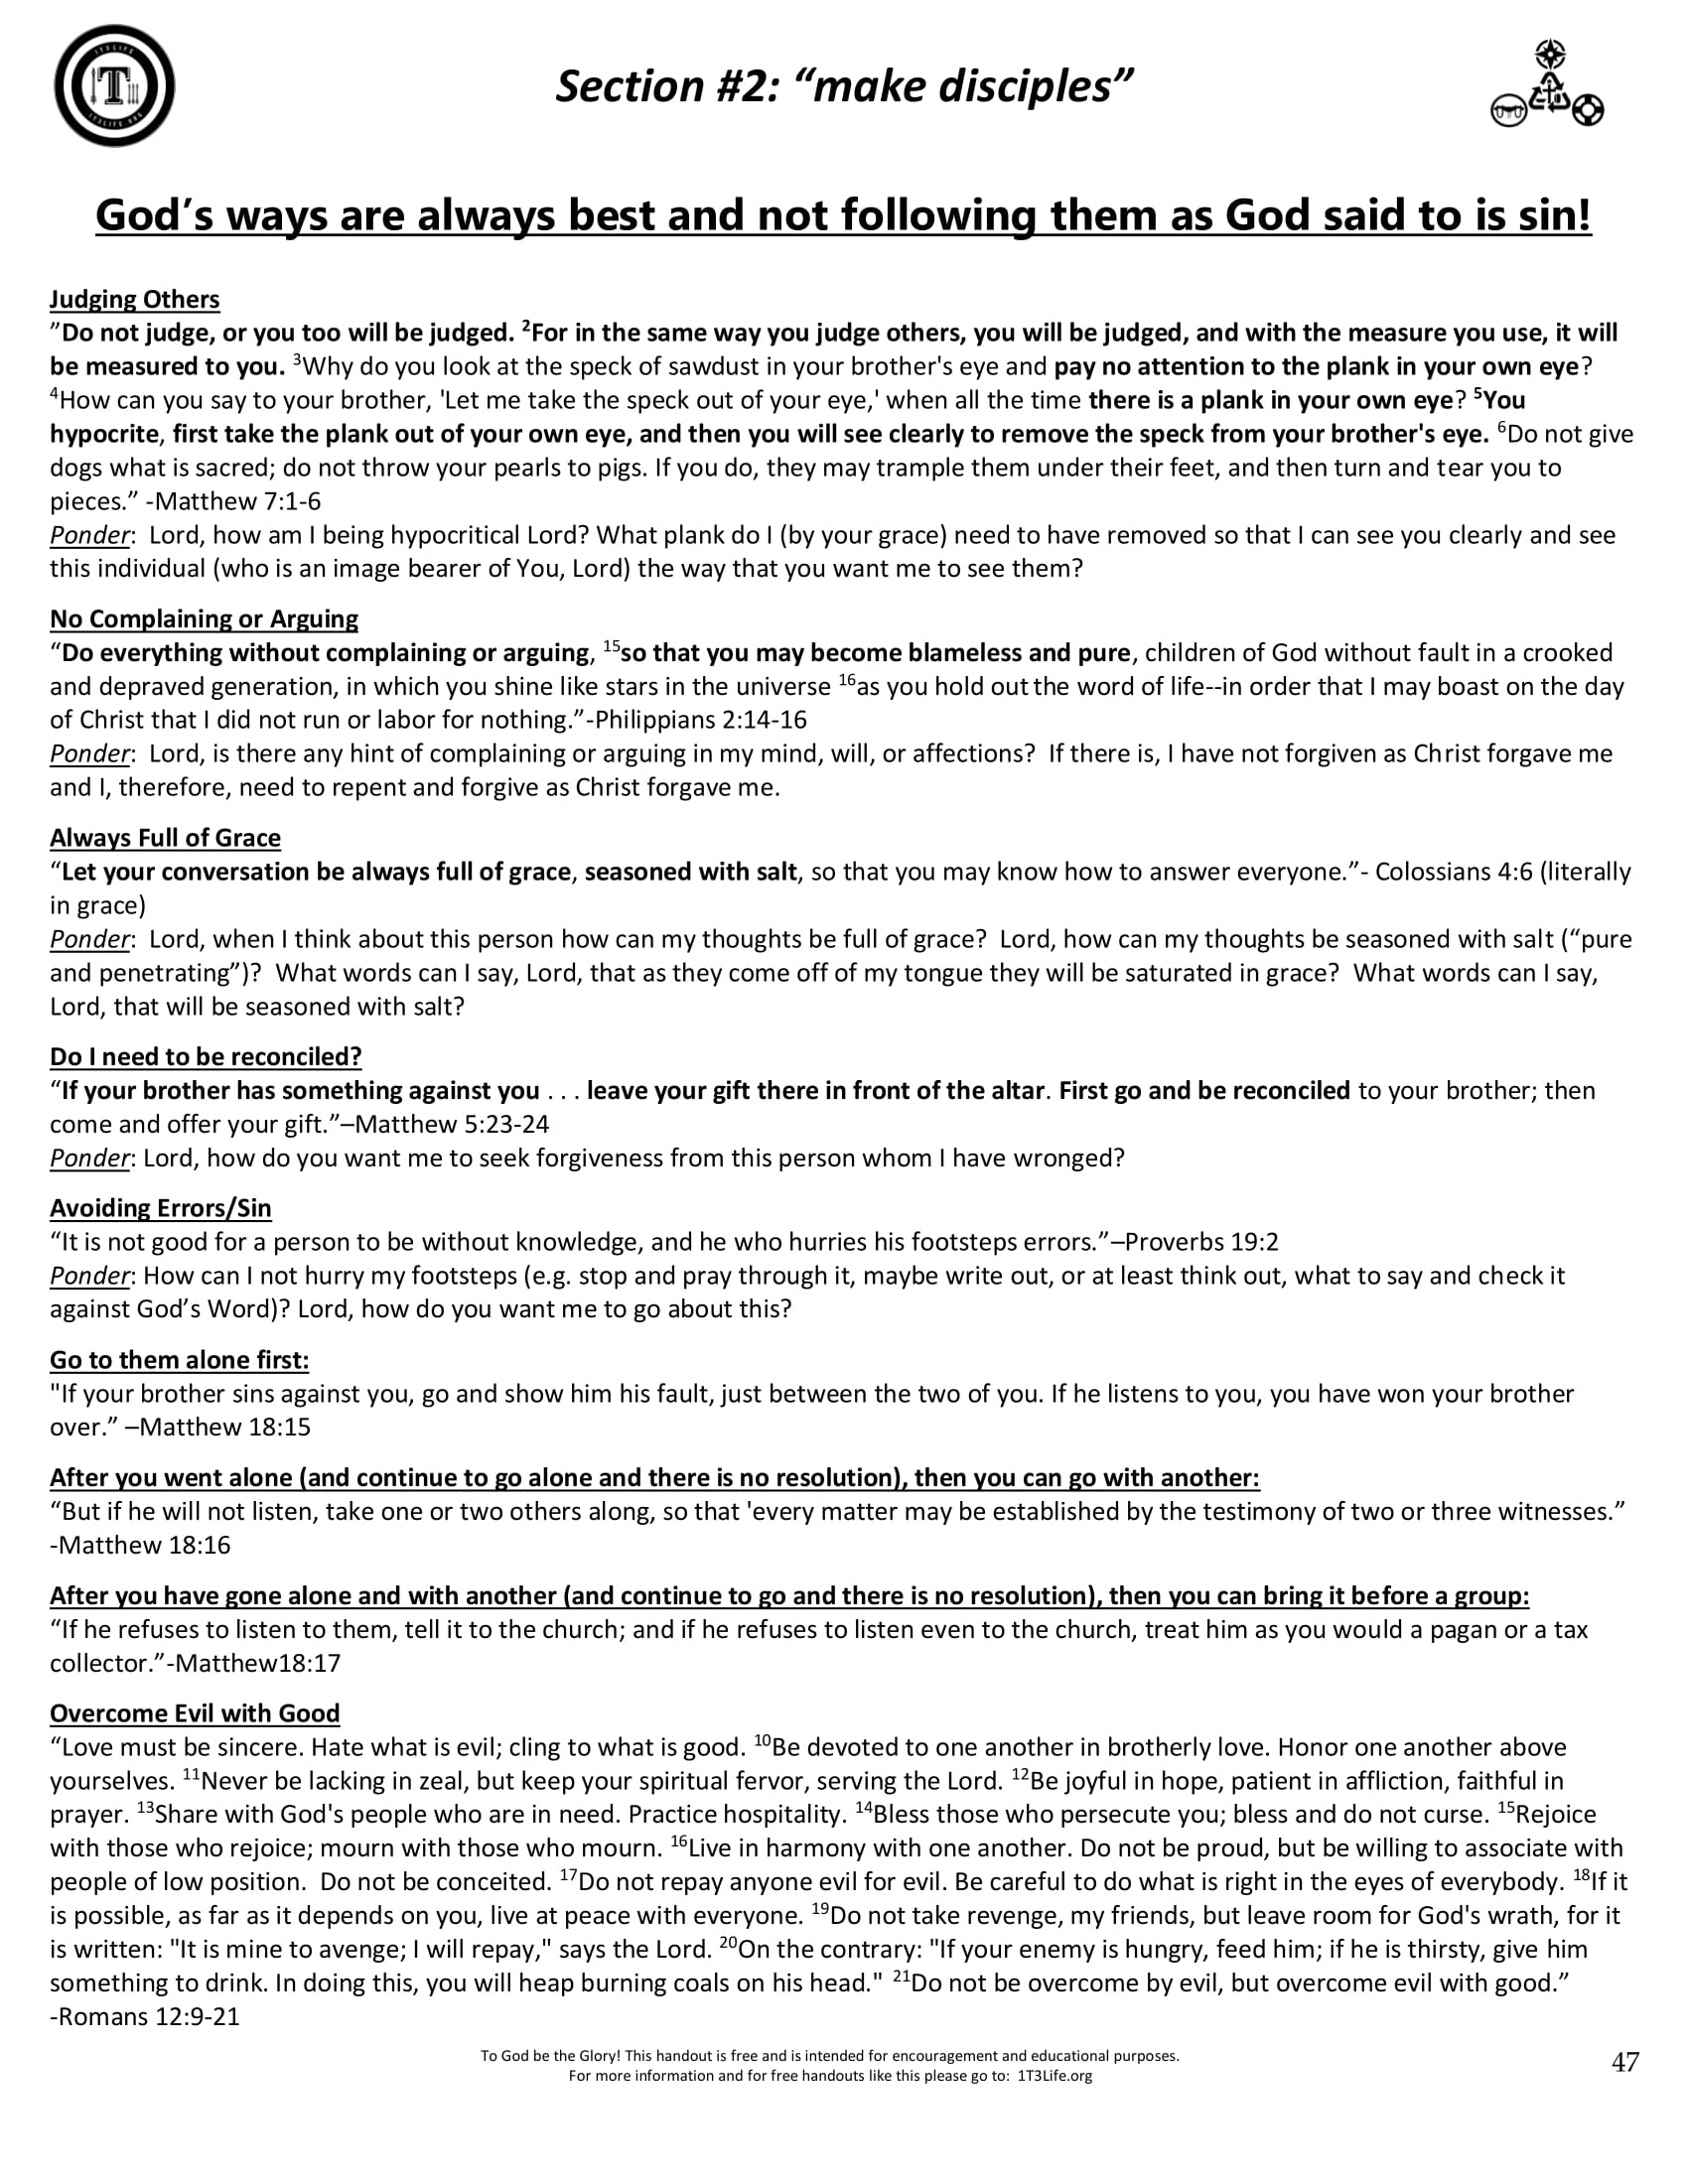 1T3LIFE
T
1T3LIFE.ORG
Section #2: “make disciples”
God’s ways are always best and not following them as God said to is sin!
Judging Others
”Do not judge, or you too will be judged. ²For in the same way you judge others, you will be judged, and with the measure you use, it will
be measured to you. ³Why do you look at the speck of sawdust in your brother's eye and pay no attention to the plank in your own eye?
⁴How can you say to your brother, 'Let me take the speck out of your eye,' when all the time there is a plank in your own eye? ⁵You
hypocrite, first take the plank out of your own eye, and then you will see clearly to remove the speck from your brother's eye. ⁶Do not give
dogs what is sacred; do not throw your pearls to pigs. If you do, they may trample them under their feet, and then turn and tear you to
pieces.” -Matthew 7:1-6
Ponder:  Lord, how am I being hypocritical Lord? What plank do I (by your grace) need to have removed so that I can see you clearly and see
this individual (who is an image bearer of You, Lord) the way that you want me to see them?
No Complaining or Arguing
“Do everything without complaining or arguing, ¹⁵so that you may become blameless and pure, children of God without fault in a crooked
and depraved generation, in which you shine like stars in the universe ¹⁶as you hold out the word of life--in order that I may boast on the day
of Christ that I did not run or labor for nothing.”-Philippians 2:14-16
Ponder:  Lord, is there any hint of complaining or arguing in my mind, will, or affections?  If there is, I have not forgiven as Christ forgave me
and I, therefore, need to repent and forgive as Christ forgave me.
Always Full of Grace
“Let your conversation be always full of grace, seasoned with salt, so that you may know how to answer everyone.”- Colossians 4:6 (literally
in grace)
Ponder:  Lord, when I think about this person how can my thoughts be full of grace?  Lord, how can my thoughts be seasoned with salt (“pure
and penetrating”)?  What words can I say, Lord, that as they come off of my tongue they will be saturated in grace?  What words can I say,
Lord, that will be seasoned with salt?
Do I need to be reconciled?
“If your brother has something against you . . . leave your gift there in front of the altar. First go and be reconciled to your brother; then
come and offer your gift.”–Matthew 5:23-24
Ponder: Lord, how do you want me to seek forgiveness from this person whom I have wronged?
Avoiding Errors/Sin
“It is not good for a person to be without knowledge, and he who hurries his footsteps errors.”–Proverbs 19:2
Ponder: How can I not hurry my footsteps (e.g. stop and pray through it, maybe write out, or at least think out, what to say and check it
against God’s Word)? Lord, how do you want me to go about this?
Go to them alone first:
"If your brother sins against you, go and show him his fault, just between the two of you. If he listens to you, you have won your brother
over.” –Matthew 18:15
After you went alone (and continue to go alone and there is no resolution), then you can go with another:
“But if he will not listen, take one or two others along, so that 'every matter may be established by the testimony of two or three witnesses.”
-Matthew 18:16
After you have gone alone and with another (and continue to go and there is no resolution), then you can bring it before a group:
“If he refuses to listen to them, tell it to the church; and if he refuses to listen even to the church, treat him as you would a pagan or a tax
collector.”-Matthew18:17
Overcome Evil with Good
“Love must be sincere. Hate what is evil; cling to what is good. ¹⁰Be devoted to one another in brotherly love. Honor one another above
yourselves. ¹¹Never be lacking in zeal, but keep your spiritual fervor, serving the Lord. ¹²Be joyful in hope, patient in affliction, faithful in
prayer. ¹³Share with God's people who are in need. Practice hospitality. ¹⁴Bless those who persecute you; bless and do not curse. ¹⁵Rejoice
with those who rejoice; mourn with those who mourn. ¹⁶Live in harmony with one another. Do not be proud, but be willing to associate with
people of low position.  Do not be conceited. ¹⁷Do not repay anyone evil for evil. Be careful to do what is right in the eyes of everybody. ¹⁸If it
is possible, as far as it depends on you, live at peace with everyone. ¹⁹Do not take revenge, my friends, but leave room for God's wrath, for it
is written: "It is mine to avenge; I will repay," says the Lord. ²⁰On the contrary: "If your enemy is hungry, feed him; if he is thirsty, give him
something to drink. In doing this, you will heap burning coals on his head." ²¹Do not be overcome by evil, but overcome evil with good.”
-Romans 12:9-21
To God be the Glory! This handout is free and is intended for encouragement and educational purposes.
For more information and for free handouts like this please go to:  1T3Life.org
47